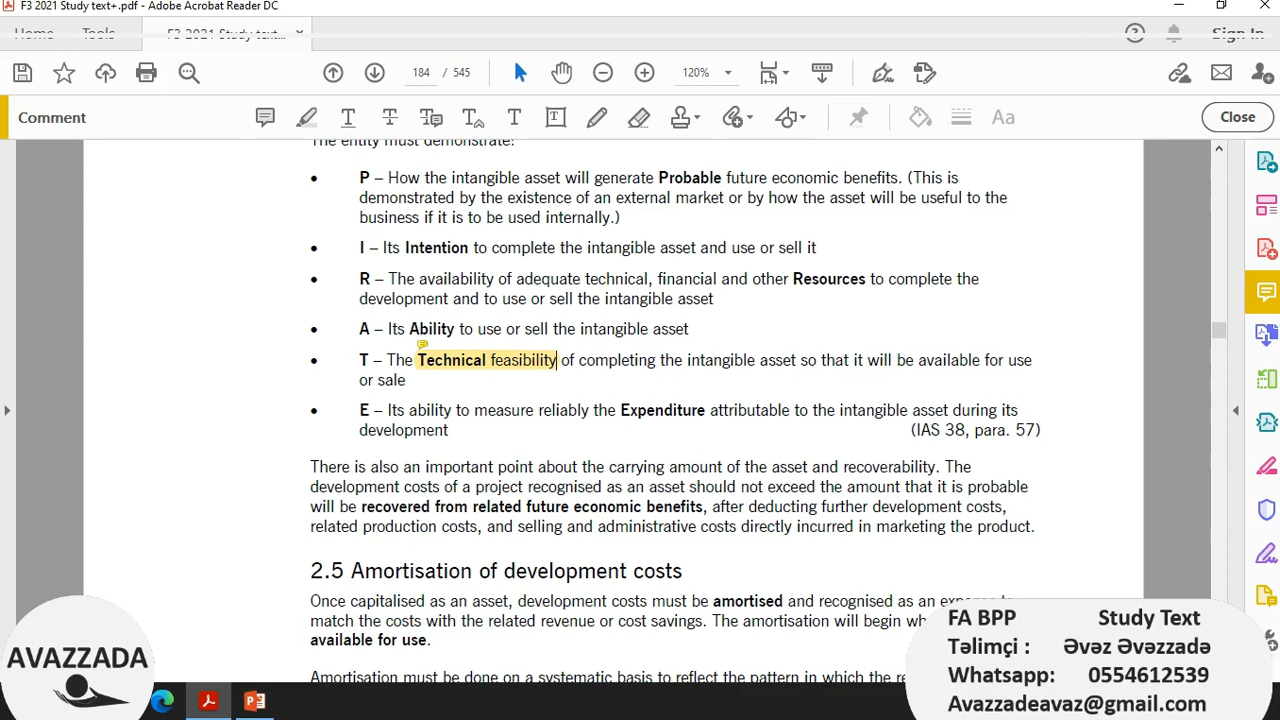 F3 2021 Study text+.pdf - Adobe Acrobat Reader DC
Home Tools F3 2021 Study text... × Sign In
184 / 545 120%
Comment Close
The entity must demonstrate:
• P – How the intangible asset will generate Probable future economic benefits. (This is
demonstrated by the existence of an external market or by how the asset will be useful to the
business if it is to be used internally.)
• I – Its Intention to complete the intangible asset and use or sell it
• R – The availability of adequate technical, financial and other Resources to complete the
development and to use or sell the intangible asset
• A – Its Ability to use or sell the intangible asset
• T – The Technical feasibility of completing the intangible asset so that it will be available for use
or sale
• E – Its ability to measure reliably the Expenditure attributable to the intangible asset during its
development (IAS 38, para. 57)
There is also an important point about the carrying amount of the asset and recoverability. The
development costs of a project recognised as an asset should not exceed the amount that it is probable
will be recovered from related future economic benefits, after deducting further development costs,
related production costs, and selling and administrative costs directly incurred in marketing the product.
2.5 Amortisation of development costs
Once capitalised as an asset, development costs must be amortised and recognised as an
match the costs with the related revenue or cost savings. The amortisation will begin
available for use.
Amortisation must be done on a systematic basis to reflect the pattern in which the
AVAZZADA
FA BPP Study Text
Təlimçi : Əvəz Əvəzzadə
Whatsapp: 0554612539
Avazzadeavaz@gmail.com